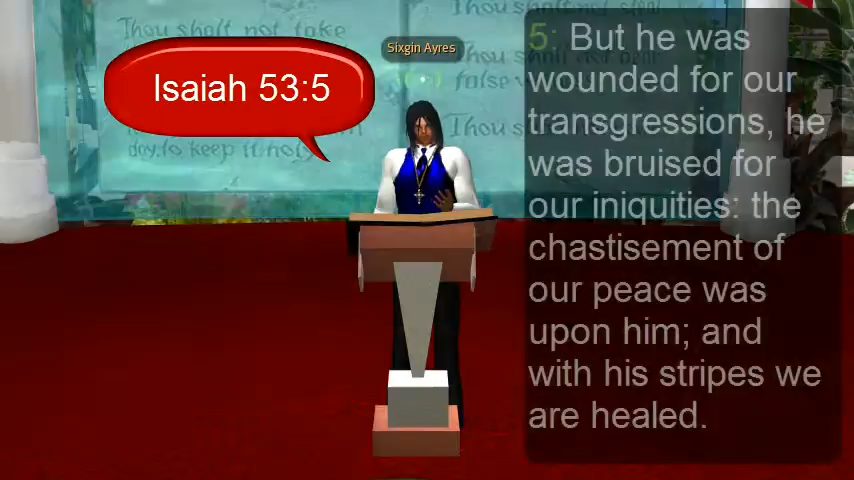 Thou shalt not take
Thou shalt not steal
Sixgin Ayres
Isaiah 53:5
Thou
false
day, to keep it holy
5: But he was
wounded for our
transgressions, he
was bruised for
our iniquities: the
chastisement of
our peace was
upon him; and
with his stripes we
are healed.